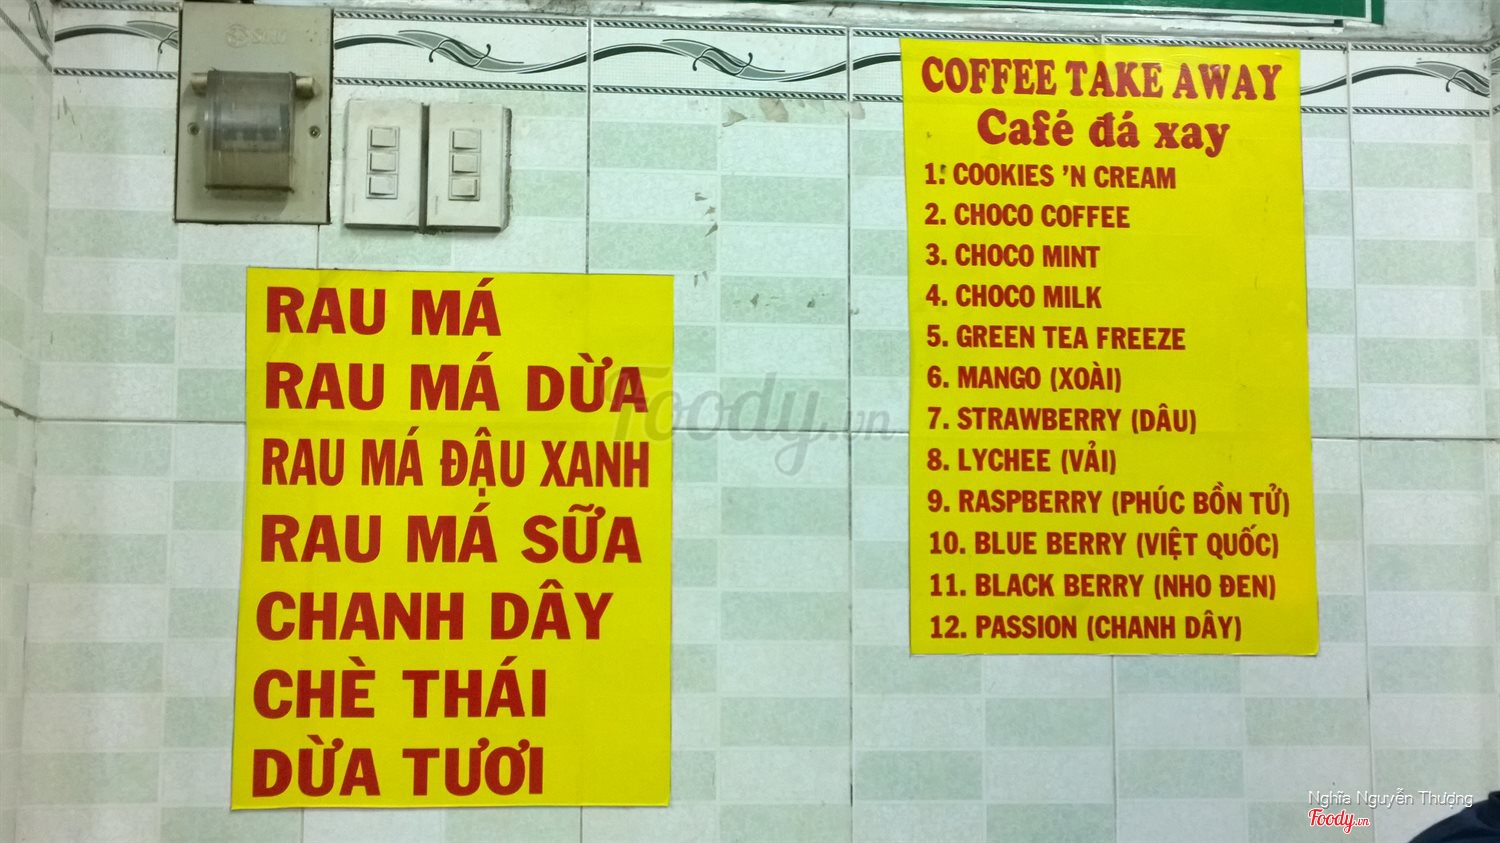 RAU MÁ
RAU MÁ DỪA
RAU MÁ ĐẬU XANH
RAU MÁ SỮA
CHANH DÂY
CHÈ THÁI
DỪA TƯƠI
COFFEE TAKE AWAY
Café đá xay
1. COOKIES ’N CREAM
2. CHOCO COFFEE
3. CHOCO MINT
4. CHOCO MILK
5. GREEN TEA FREEZE
6. MANGO (XOÀI)
7. STRAWBERRY (DÂU)
8. LYCHEE (VẢI)
9. RASPBERRY (PHÚC BỒN TỬ)
10. BLUE BERRY (VIỆT QUỐC)
11. BLACK BERRY (NHO ĐEN)
12. PASSION (CHANH DÂY)
Foody.vn
Nghĩa Nguyễn Thượng
Foody.vn